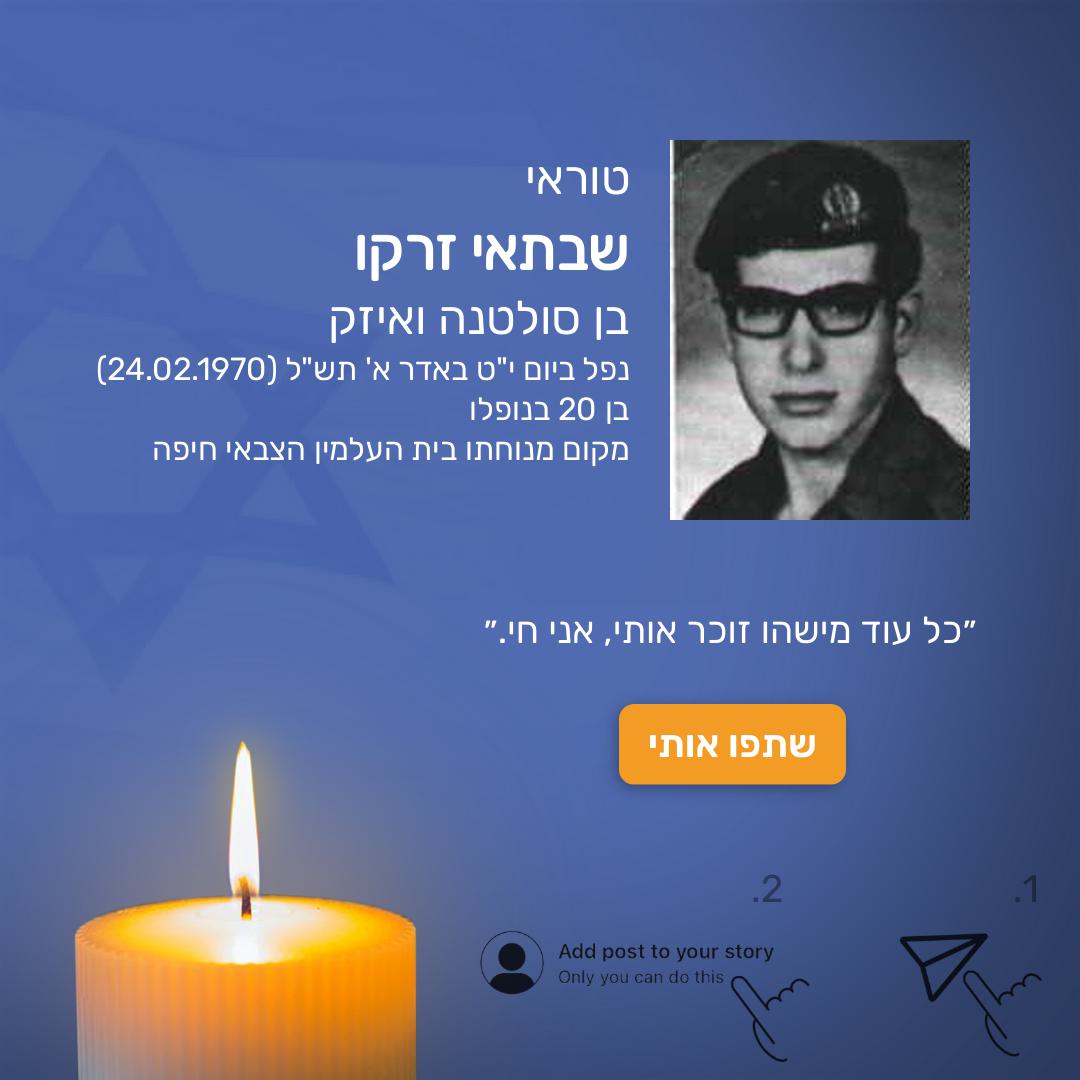 טוראי
שבתאי זרקו
בן סולטנה ואיזק
נפל ביום י"ט באדר א' תש"ל (24.02.1970)
בן 20 בנופלו
מקום מנוחתו בית העלמין הצבאי חיפה
״כל עוד מישהו זוכר אותי, אני חי.״
שתפו אותי
1.
2.
Add post to your story
Only you can do this